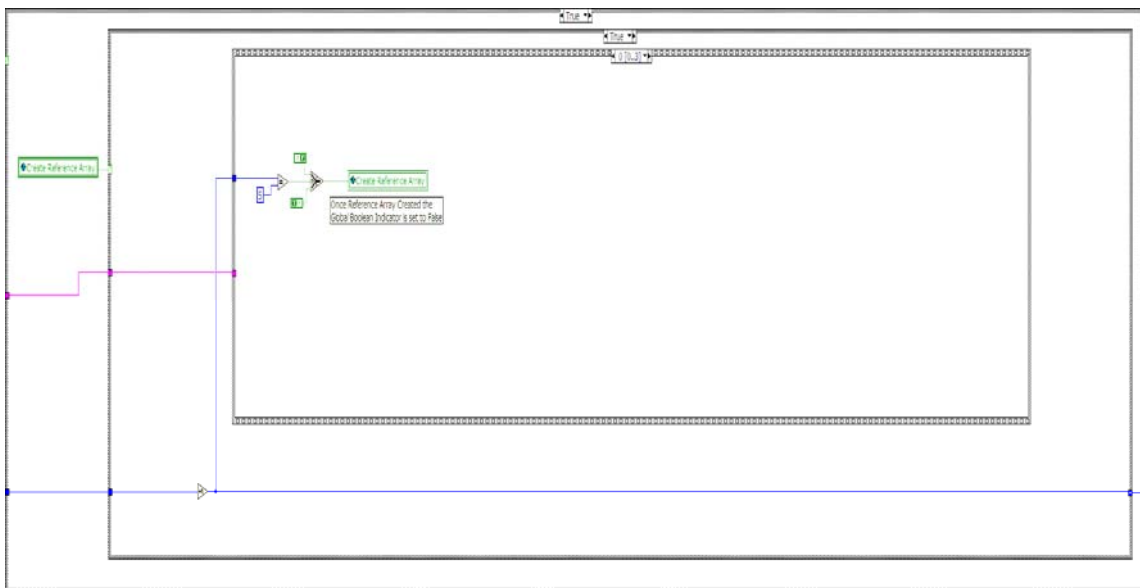 True
True
0 [0..3]
Create Reference Array
Create Reference Array
Once Reference Array Created the
Global Boolean Indicator is set to False